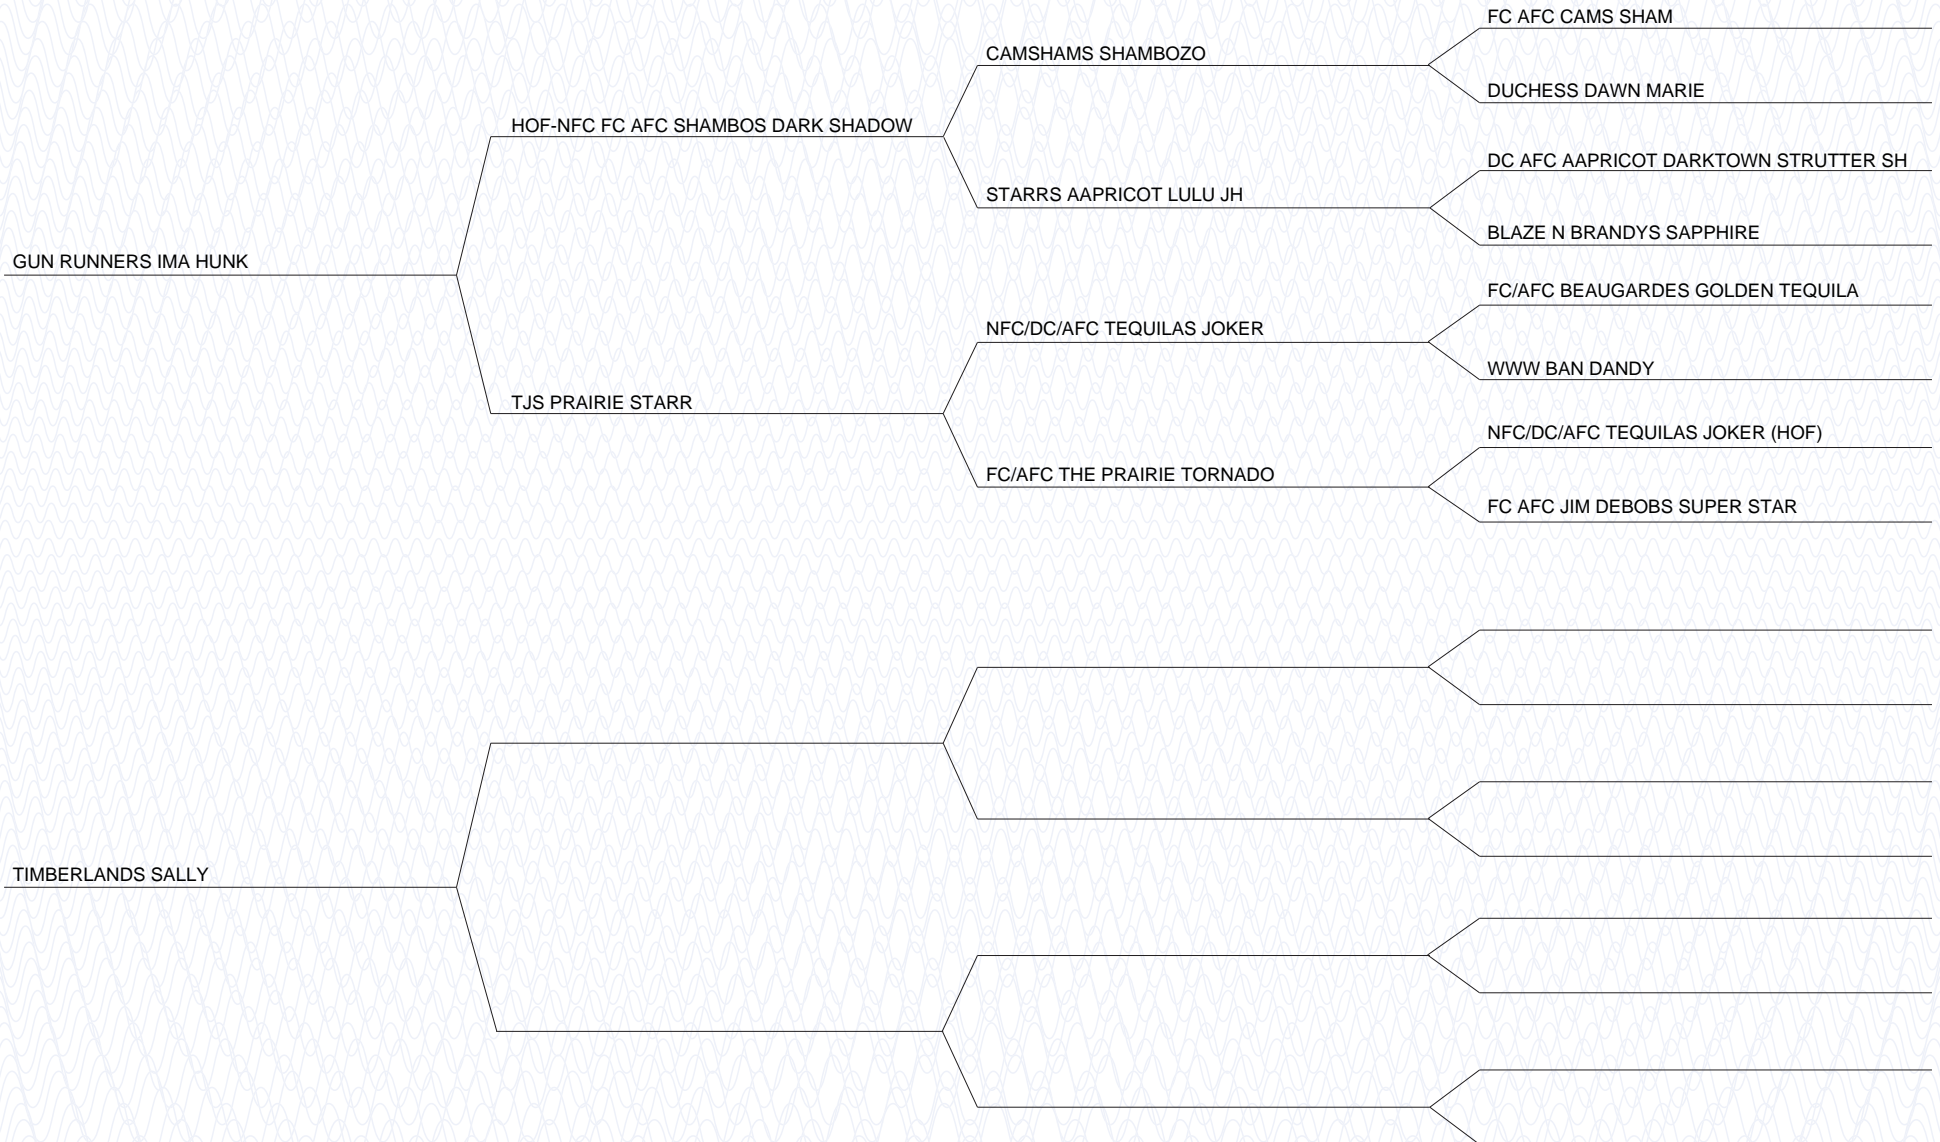 FC AFC CAMS SHAM
CAMSHAMS SHAMBOZO
DUCHESS DAWN MARIE
HOF-NFC FC AFC SHAMBOS DARK SHADOW
DC AFC AAPRICOT DARKTOWN STRUTTER SH
STARRS AAPRICOT LULU JH
BLAZE N BRANDYS SAPPHIRE
GUN RUNNERS IMA HUNK
FC/AFC BEAUGARDES GOLDEN TEQUILA
NFC/DC/AFC TEQUILAS JOKER
WWW BAN DANDY
TJS PRAIRIE STARR
NFC/DC/AFC TEQUILAS JOKER (HOF)
FC/AFC THE PRAIRIE TORNADO
FC AFC JIM DEBOBS SUPER STAR
TIMBERLANDS SALLY